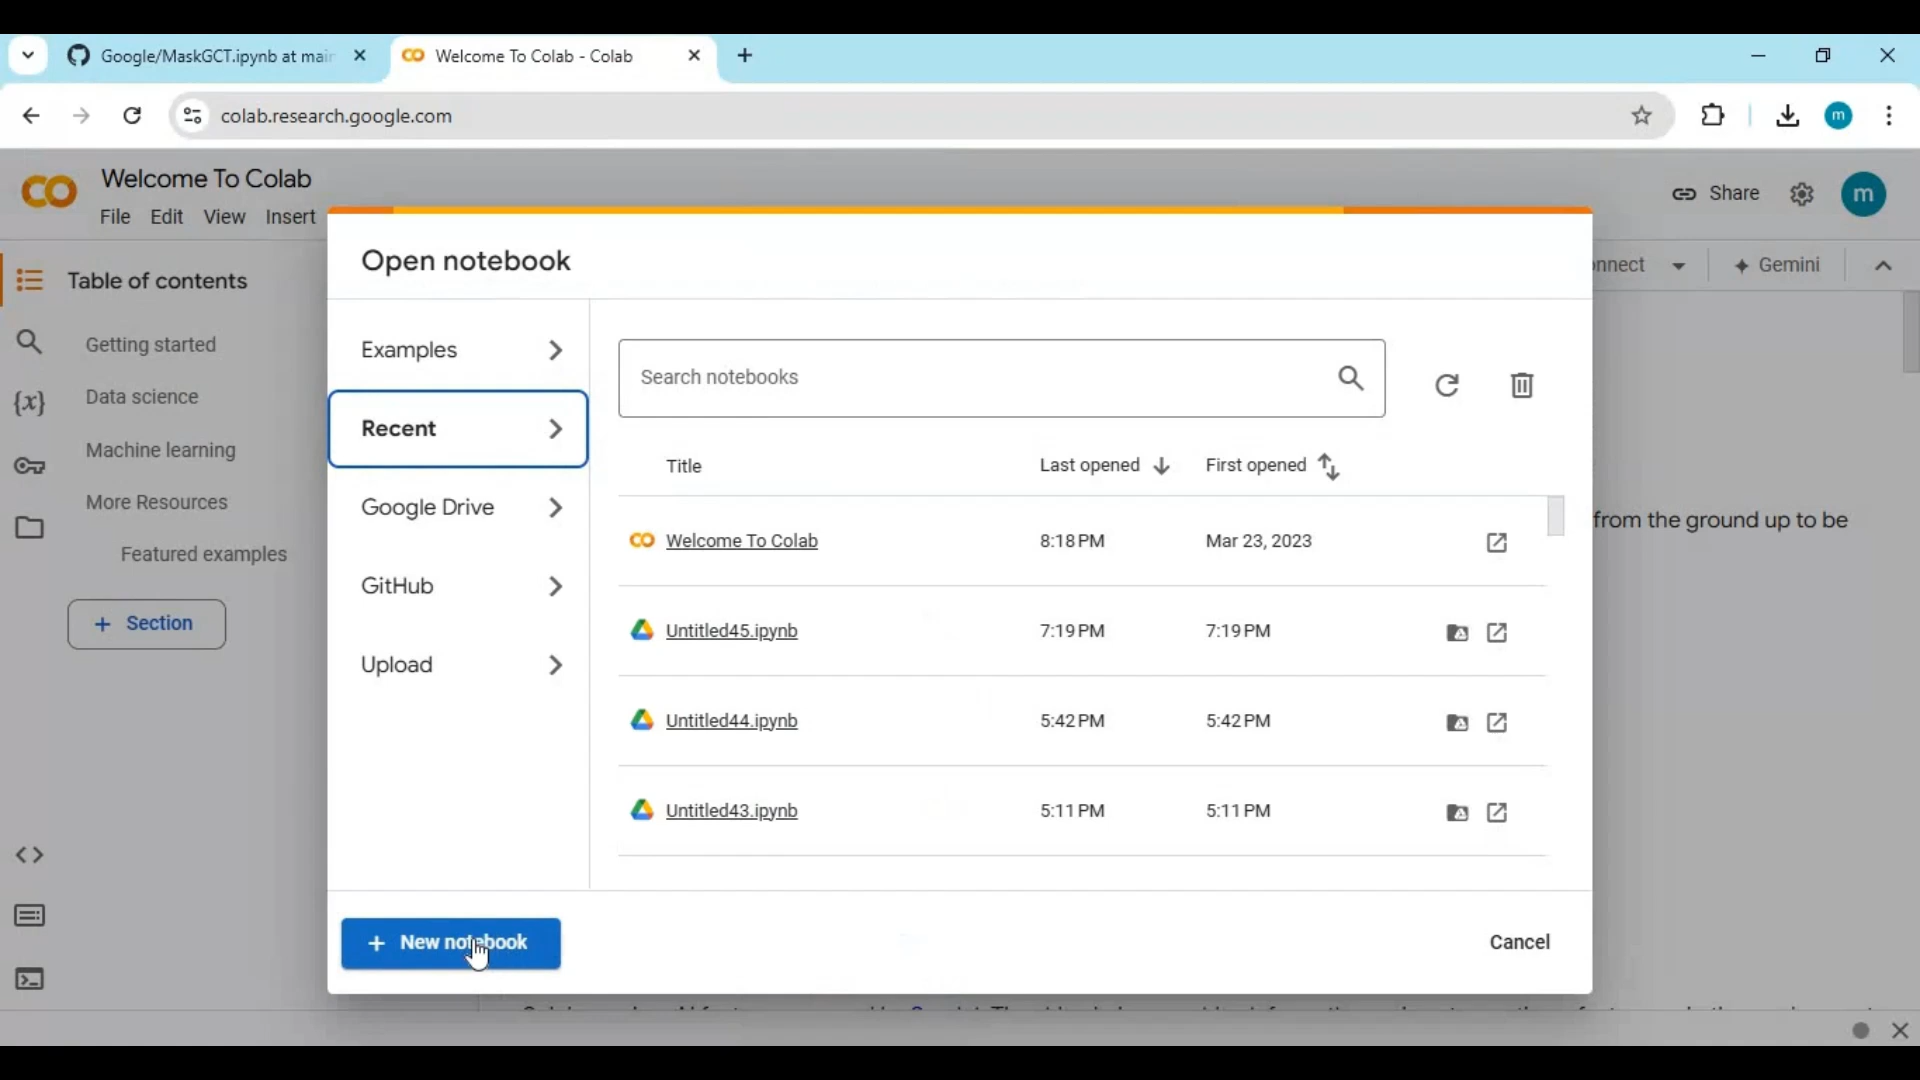 Google/MaskGCT.ipynb at main
Welcome To Colab - Colab
colab.research.google.com
m
Welcome To Colab
File Edit View Insert
Share
m
Open notebook
Table of contents
Gemini
Getting started
Data science
Machine learning
More Resources
Featured examples
+ Section
Examples
Recent
Google Drive
GitHub
Upload
Search notebooks
Title Last opened First opened
Welcome To Colab 8:18 PM Mar 23, 2023
Untitled45.ipynb 7:19 PM 7:19 PM
Untitled44.ipynb 5:42 PM 5:42 PM
Untitled43.ipynb 5:11 PM 5:11 PM
from the ground up to be
+ New notebook
Cancel